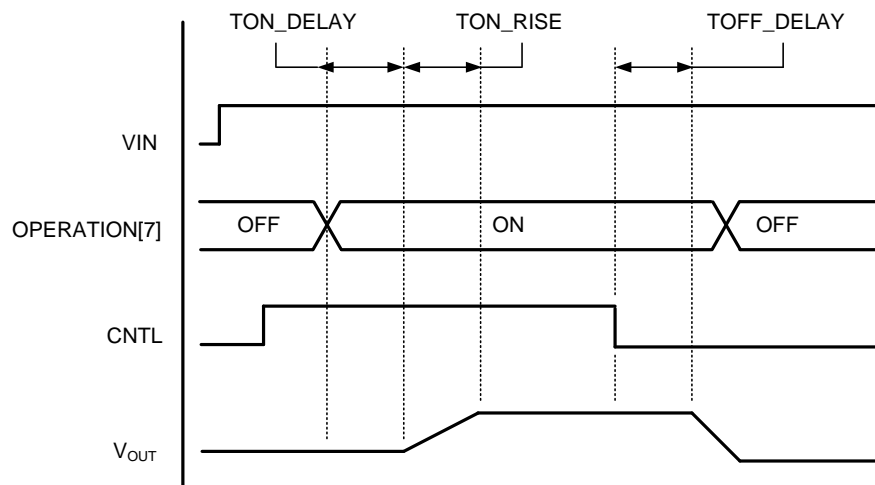 TON_DELAY TON_RISE TOFF_DELAY
VIN
OPERATION[7] OFF ON OFF
CNTL
VOUT